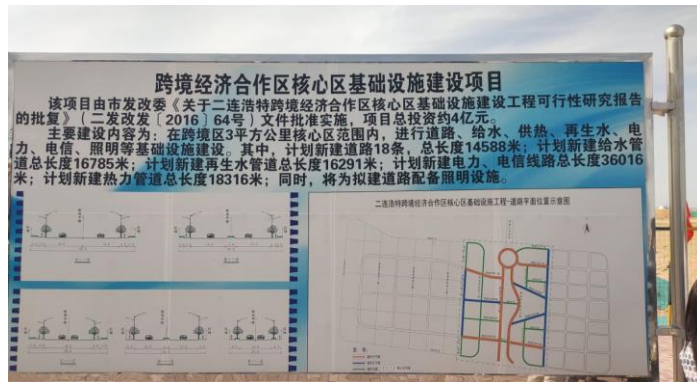 跨境经济合作区核心区基础设施建设项目
该项目由市发改委《关于二连浩特跨境经济合作区核心区基础设施建设工程可行性研究报告
的批复》(二发改发〔2016〕64号)文件批准实施,项目总投资约4亿元。
主要建设内容为:在跨境区3平方公里核心区范围内,进行道路、给水、供热、再生水、电
力、电信、照明等基础设施建设。其中,计划新建道路18条,总长度14588米;计划新建给水管
道总长度16785米;计划新建再生水管道总长度16291米;计划新建电力、电信线路总长度36016
米;计划新建热力管道总长度18316米;同时,将为拟建道路配备照明设施。
二连浩特跨境经济合作区核心区基础设施工程-道路平面位置示意图